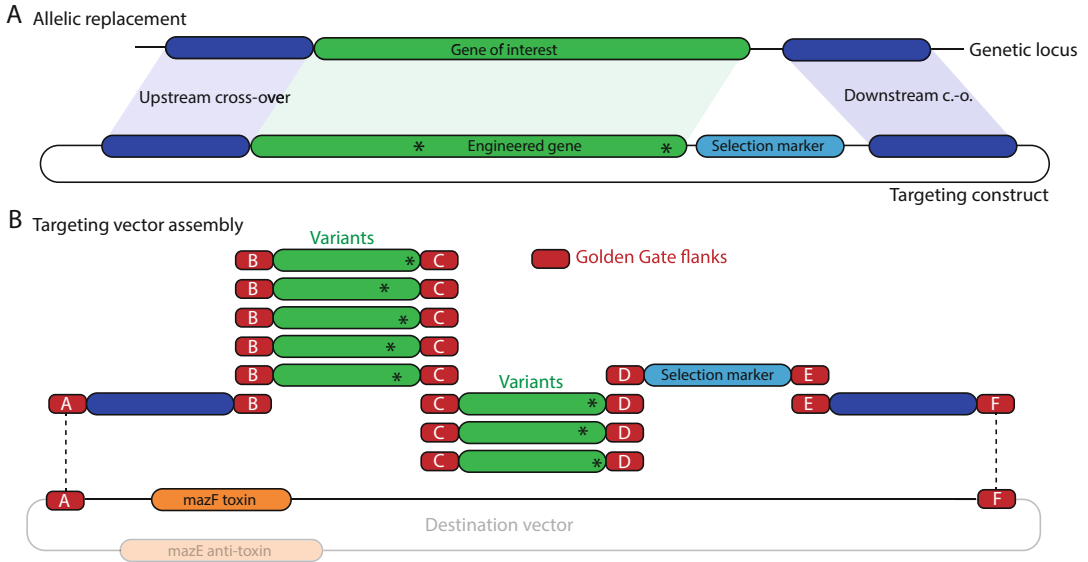 A Allelic replacement
Gene of interest
Genetic locus
Upstream cross-over
Downstream c.-o.
* Engineered gene * Selection marker
Targeting construct
B Targeting vector assembly
Variants
B * C
Golden Gate flanks
B * C
B * C
B * C
B * C
D Selection marker E
Variants
A B
C * D
E F
C * D
C * D
A mazF toxin F
Destination vector
mazE anti-toxin